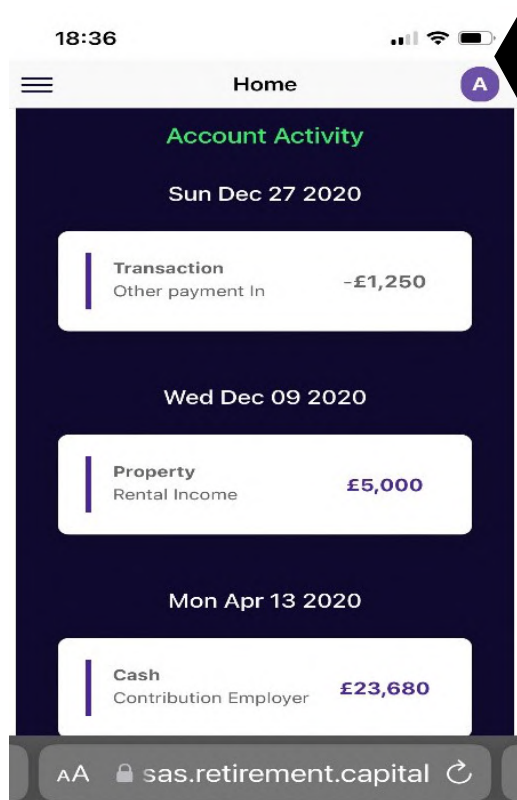 18:36
Home
A
Account Activity
Sun Dec 27 2020
Transaction
Other payment In
-£1,250
Wed Dec 09 2020
Property
Rental Income
£5,000
Mon Apr 13 2020
Cash
Contribution Employer
£23,680
AA sas.retirement.capital